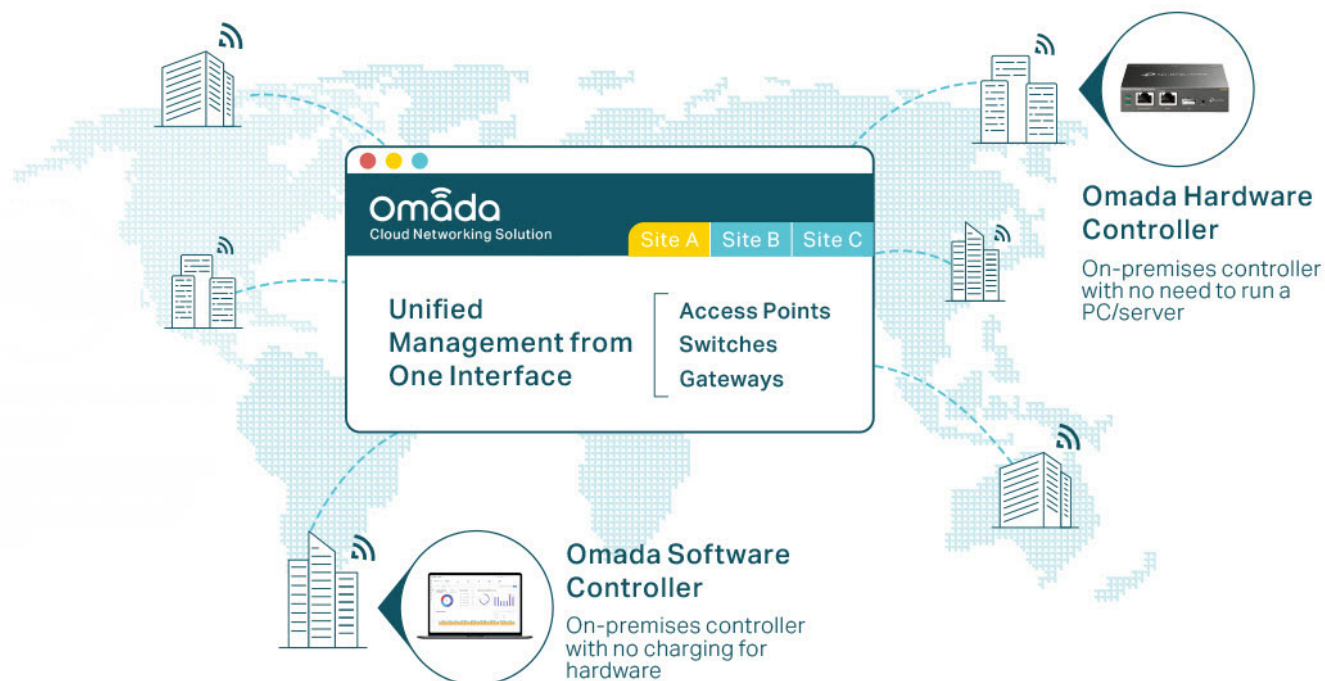 Omada
Cloud Networking Solution
Site A
Site B
Site C
Unified
Management from
One Interface
Access Points
Switches
Gateways
Omada Hardware
Controller
On-premises controller
with no need to run a
PC/server
Omada Software
Controller
On-premises controller
with no charging for
hardware